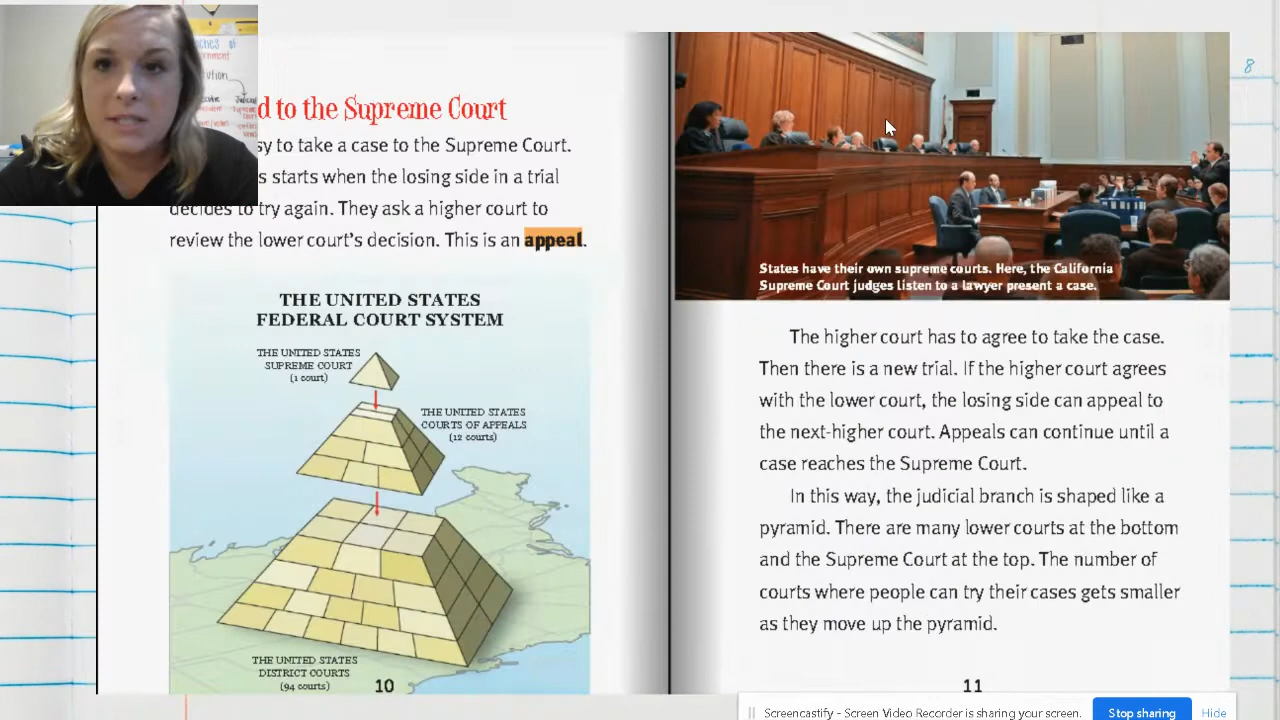 d to the Supreme Court
sy to take a case to the Supreme Court.
s starts when the losing side in a trial
decides to try again. They ask a higher court to
review the lower court's decision. This is an appeal.
THE UNITED STATES
FEDERAL COURT SYSTEM
THE UNITED STATES
SUPREME COURT
(1 court)
THE UNITED STATES
COURTS OF APPEALS
(12 courts)
THE UNITED STATES
DISTRICT COURTS
(94 courts)
10
States have their own supreme courts. Here, the California
Supreme Court judges listen to a lawyer present a case.
The higher court has to agree to take the case.
Then there is a new trial. If the higher court agrees
with the lower court, the losing side can appeal to
the next-higher court. Appeals can continue until a
case reaches the Supreme Court.
In this way, the judicial branch is shaped like a
pyramid. There are many lower courts at the bottom
and the Supreme Court at the top. The number of
courts where people can try their cases gets smaller
as they move up the pyramid.
11
8
Screencastify - Screen Video Recorder is sharing your screen.
Stop sharing
Hide